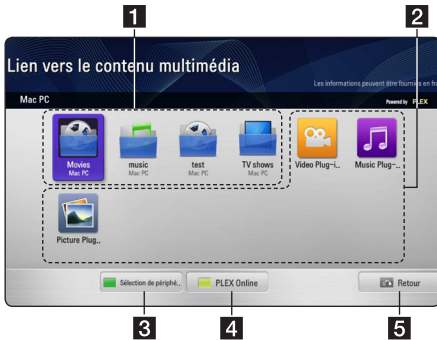 1
2
Lien vers le contenu multimédia
Les informations peuvent être fournies en fra
Mac PC
Powered by PLEX
Movies
Mac PC
music
Mac PC
test
Mac PC
TV shows
Mac PC
Video Plug-i..
Music Plug-..
Picture Plug..
Sélection de périphé..
PLEX Online
Retour
3
4
5